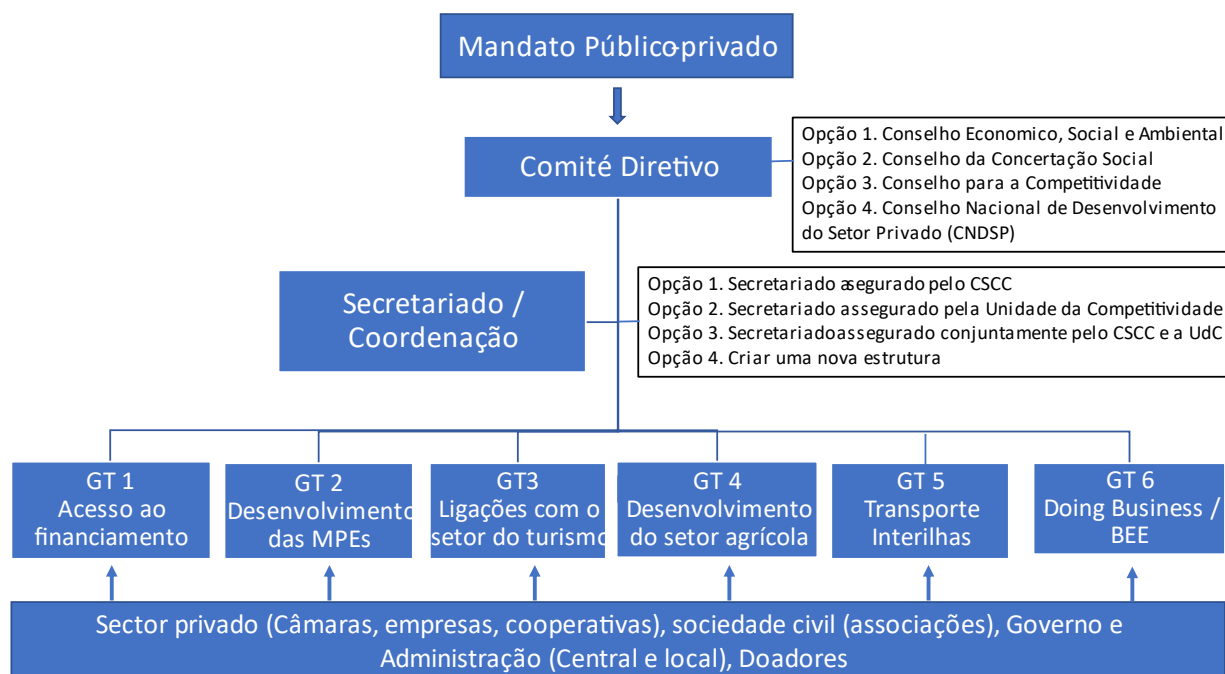 Mandato Público-privado
Comité Diretivo
Opção 1. Conselho Economico, Social e Ambiental
Opção 2. Conselho da Concertação Social
Opção 3. Conselho para a Competitividade
Opção 4. Conselho Nacional de Desenvolvimento
do Setor Privado (CNDSP)
Secretariado /
Coordenação
Opção 1. Secretariado asegurado pelo CSCC
Opção 2. Secretariado assegurado pela Unidade da Competitividade
Opção 3. Secretariado assegurado conjuntamente pelo CSCC e a UdC
Opção 4. Criar uma nova estrutura
GT 1
Acesso ao
financiamento
GT 2
Desenvolvimento
das MPEs
GT3
Ligações com o
setor do turismo
GT 4
Desenvolvimento
do setor agrícola
GT 5
Transporte
Interilhas
GT 6
Doing Business /
BEE
Sector privado (Câmaras, empresas, cooperativas), sociedade civil (associações), Governo e
Administração (Central e local), Doadores